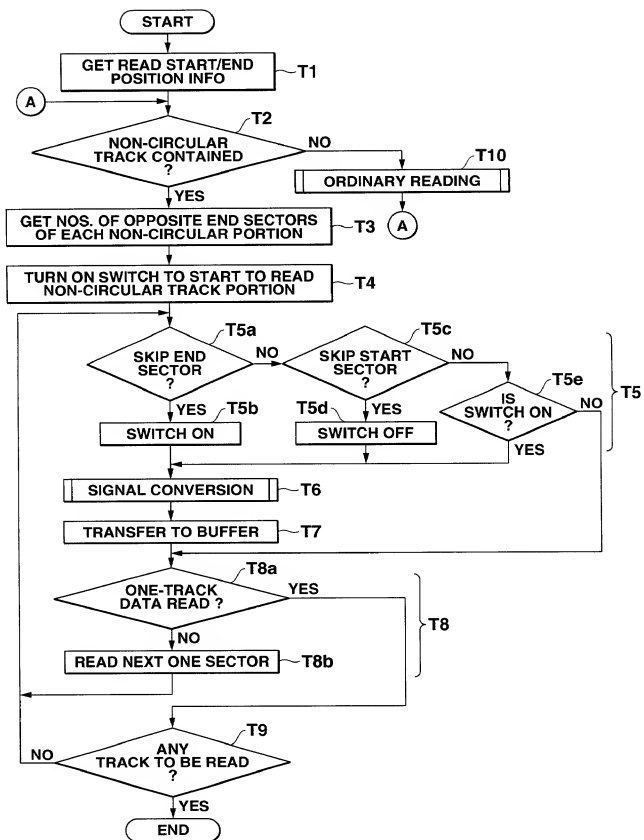 START
GET READ START/END
POSITION INFO
T1
A
T2
NON-CIRCULAR
TRACK CONTAINED
?
NO
YES
T10
ORDINARY READING
A
GET NOS. OF OPPOSITE END SECTORS
OF EACH NON-CIRCULAR PORTION
T3
TURN ON SWITCH TO START TO READ
NON-CIRCULAR TRACK PORTION
T4
T5a
SKIP END
SECTOR
?
NO
YES
T5c
SKIP START
SECTOR
?
NO
YES
T5e
IS
SWITCH ON
?
NO
YES
T5
T5b
SWITCH ON
T5d
SWITCH OFF
SIGNAL CONVERSION
T6
TRANSFER TO BUFFER
T7
T8a
ONE-TRACK
DATA READ ?
YES
NO
T8
READ NEXT ONE SECTOR
T8b
T9
ANY
TRACK TO BE READ
?
NO
YES
END